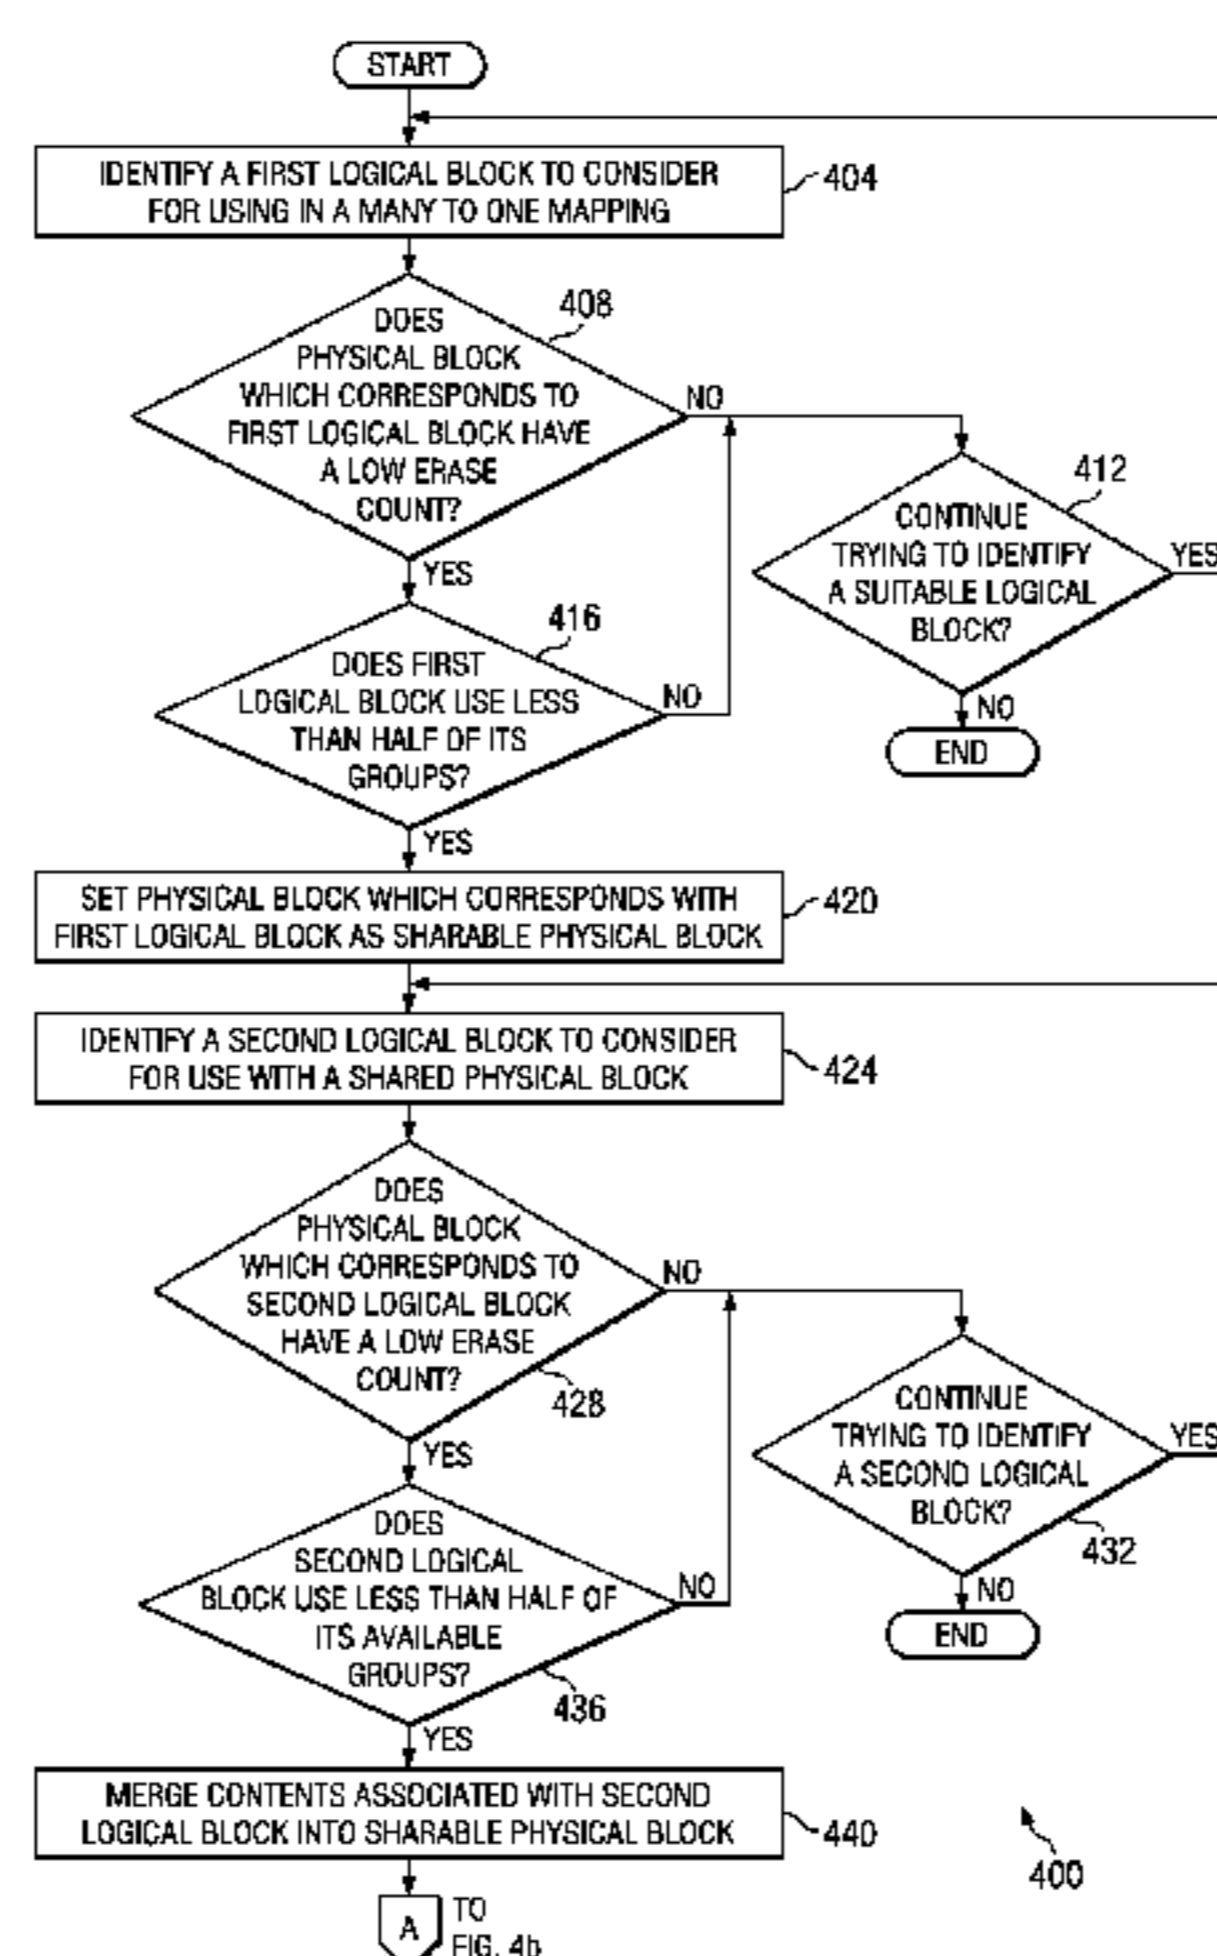 START
IDENTIFY A FIRST LOGICAL BLOCK TO CONSIDER
FOR USING IN A MANY TO ONE MAPPING
404
DOES
PHYSICAL BLOCK
WHICH CORRESPONDS TO
FIRST LOGICAL BLOCK HAVE
A LOW ERASE
COUNT?
408
NO
YES
412
CONTINUE
TRYING TO IDENTIFY
A SUITABLE LOGICAL
BLOCK?
YES
NO
END
416
DOES FIRST
LOGICAL BLOCK USE LESS
THAN HALF OF ITS
GROUPS?
NO
YES
SET PHYSICAL BLOCK WHICH CORRESPONDS WITH
FIRST LOGICAL BLOCK AS SHARABLE PHYSICAL BLOCK
420
IDENTIFY A SECOND LOGICAL BLOCK TO CONSIDER
FOR USE WITH A SHARED PHYSICAL BLOCK
424
DOES
PHYSICAL BLOCK
WHICH CORRESPONDS TO
SECOND LOGICAL BLOCK
HAVE A LOW ERASE
COUNT?
428
NO
YES
CONTINUE
TRYING TO IDENTIFY
A SECOND LOGICAL
BLOCK?
432
YES
NO
END
DOES
SECOND LOGICAL
BLOCK USE LESS THAN HALF OF
ITS AVAILABLE
GROUPS?
436
NO
YES
MERGE CONTENTS ASSOCIATED WITH SECOND
LOGICAL BLOCK INTO SHARABLE PHYSICAL BLOCK
440
400
A
TO
FIG. 4b